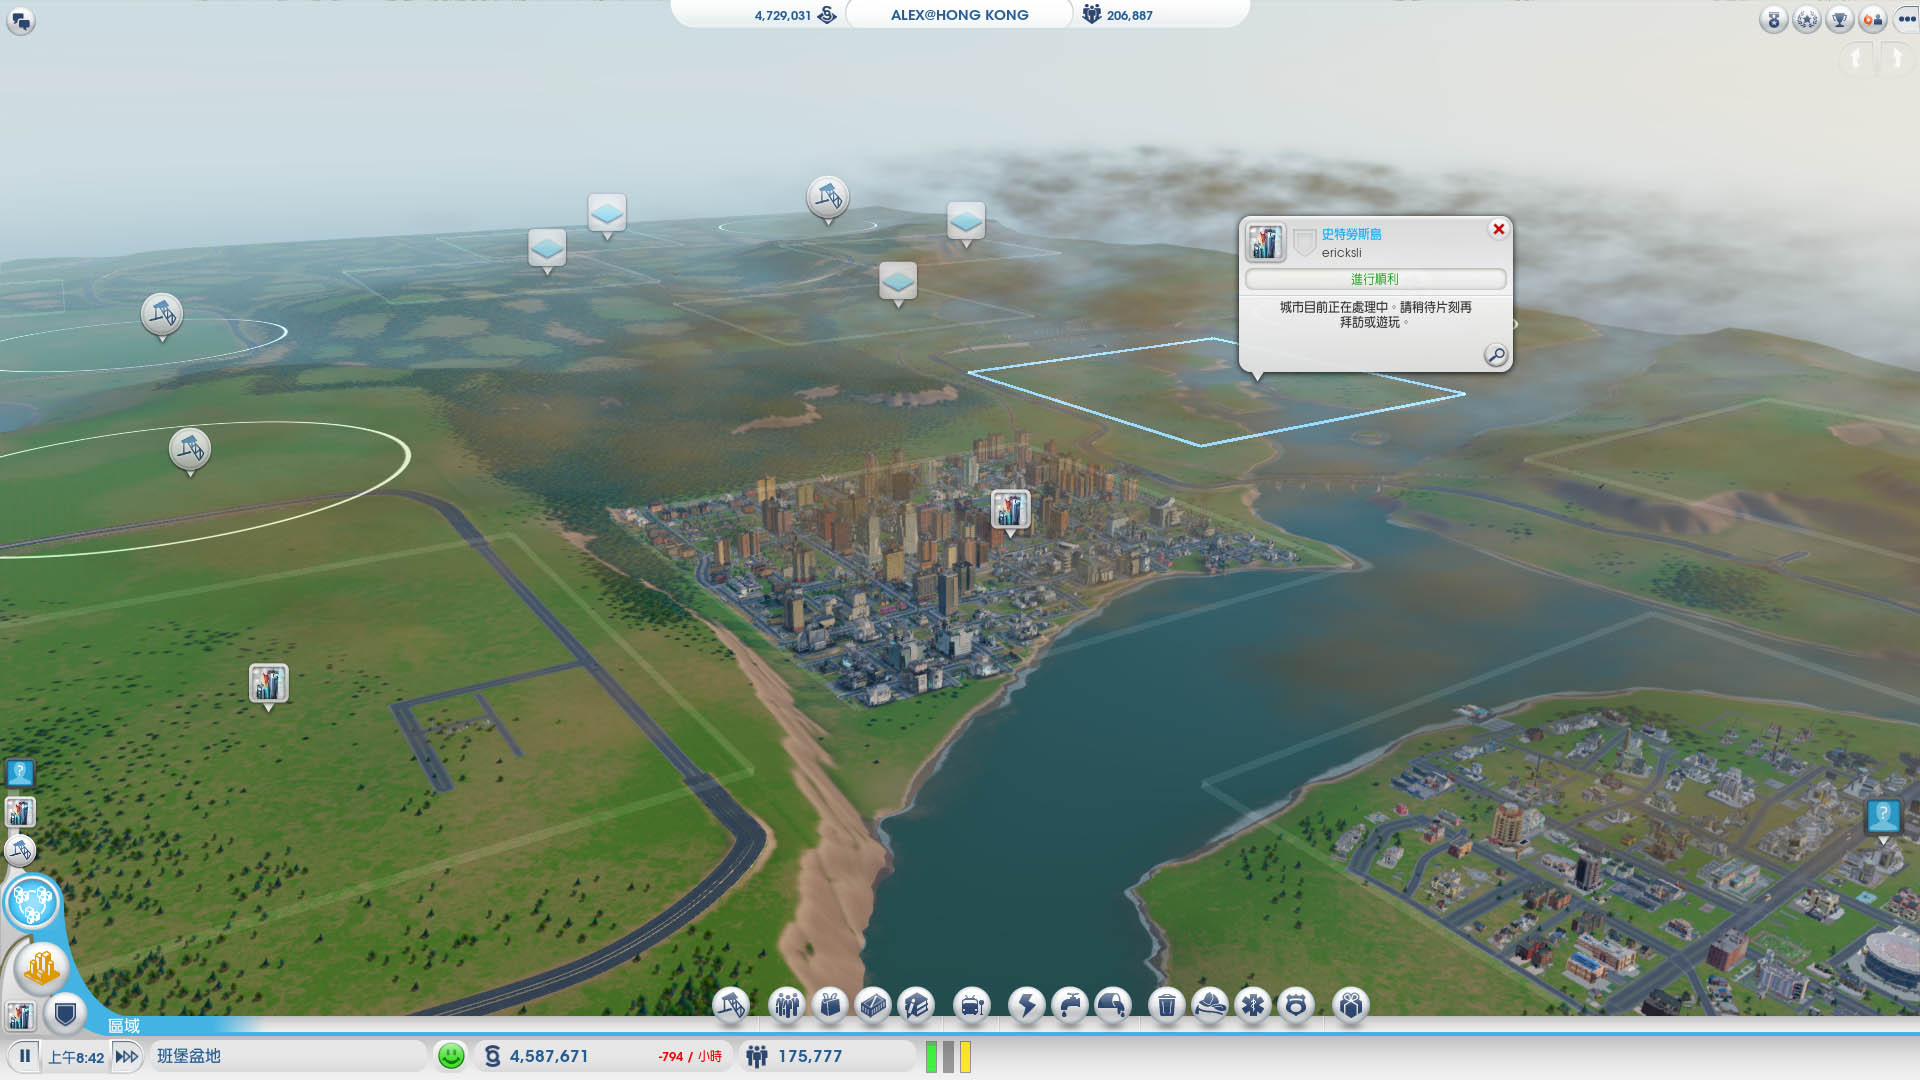 4,729,031
ALEX@HONG KONG
206,887
史特勞斯島
ericksli
進行順利
城市目前正在處理中。請稍待片刻再
拜訪或遊玩。
區域
上午8:42
班堡盆地
4,587,671
-794 / 小時
175,777